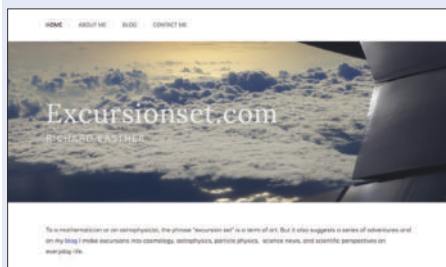 HOME ABOUT ME BLOG CONTACT ME
Excursionset.com
RICHARD EASTHER
To a mathematician or an astrophysicist, the phrase "excursion set" is a term of art. But it also suggests a series of adventures and
on my blog I make excursions into cosmology, astrophysics, particle physics, science news, and scientific perspectives on
everyday life.